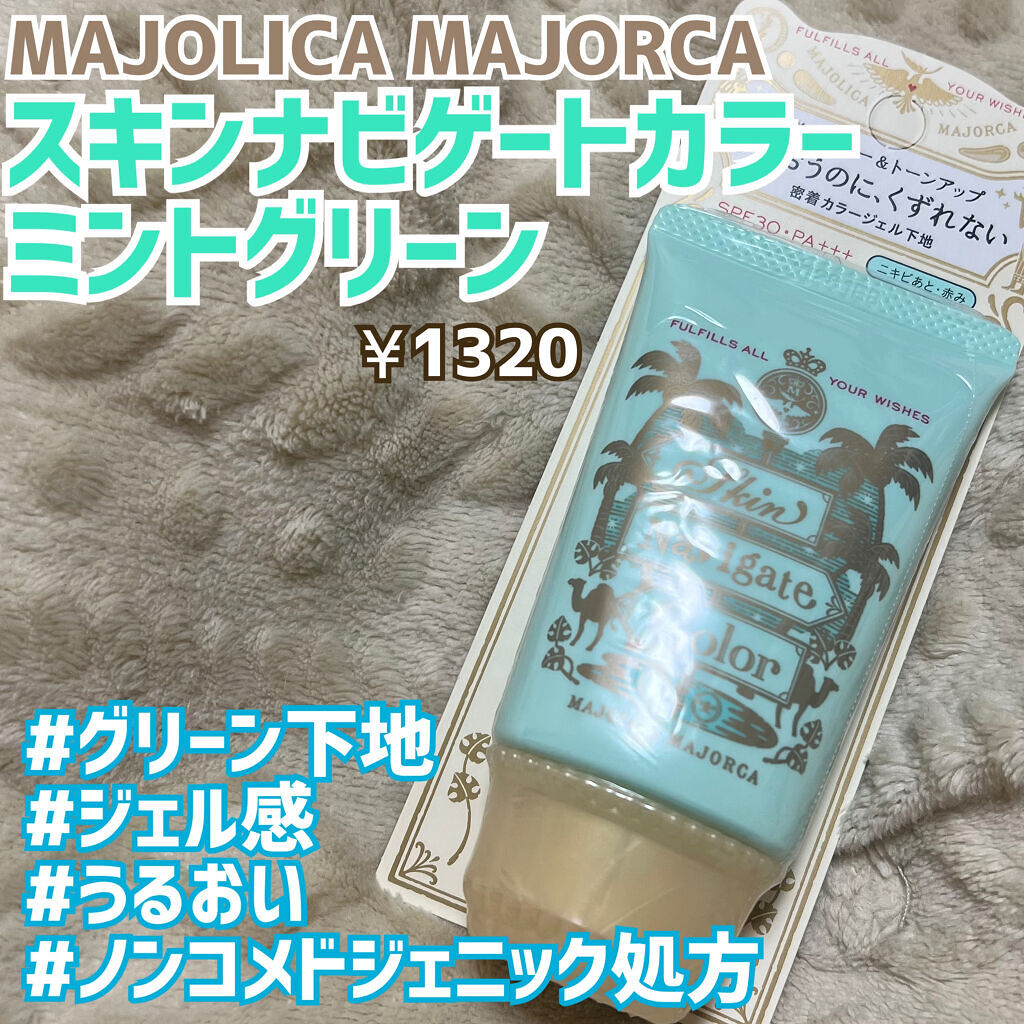 MAJOLICA MAJORCA
スキンナビゲートカラー
ミントグリーン
¥1320
FULFILLS ALL YOUR WISHES
MAJOLICA MAJORCA
＆トーンアップ
うのに、くずれない
密着カラージェル下地
SPF30・PA+++
ニキビあと・赤み
FULFILLS ALL YOUR WISHES
Skin
Navigate
Color
MAJORCA
#グリーン下地
#ジェル感
#うるおい
#ノンコメドジェニック処方